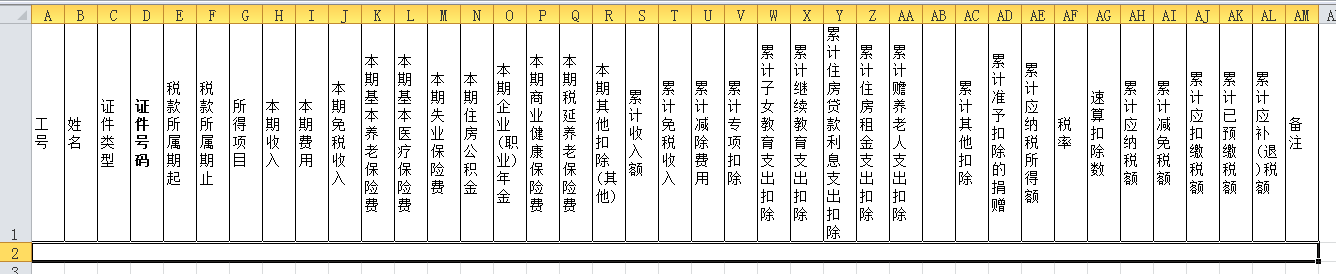 A B C D E F G H I J K L M N O P Q R S T U V W X Y Z AA AB AC AD AE AF AG AH AI AJ AK AL AM
1
工号
姓名
证件类型
证件号码
税款所属期起
税款所属期止
所得项目
本期收入
本期费用
本期免税收入
本期基本养老保险费
本期基本医疗保险费
本期失业保险费
本期住房公积金
本期企业(职业)年金
本期商业健康保险费
本期税延养老保险费
本期其他扣除(其他)
累计收入额
累计免税收入
累计减除费用
累计专项扣除
累计子女教育支出扣除
累计继续教育支出扣除
累计住房贷款利息支出扣除
累计住房租金支出扣除
累计赡养老人支出扣除
累计其他扣除
累计准予扣除的捐赠
累计应纳税所得额
税率
速算扣除数
累计应纳税额
累计减免税额
累计应扣缴税额
累计已预缴税额
累计应补(退)税额
备注
2
3